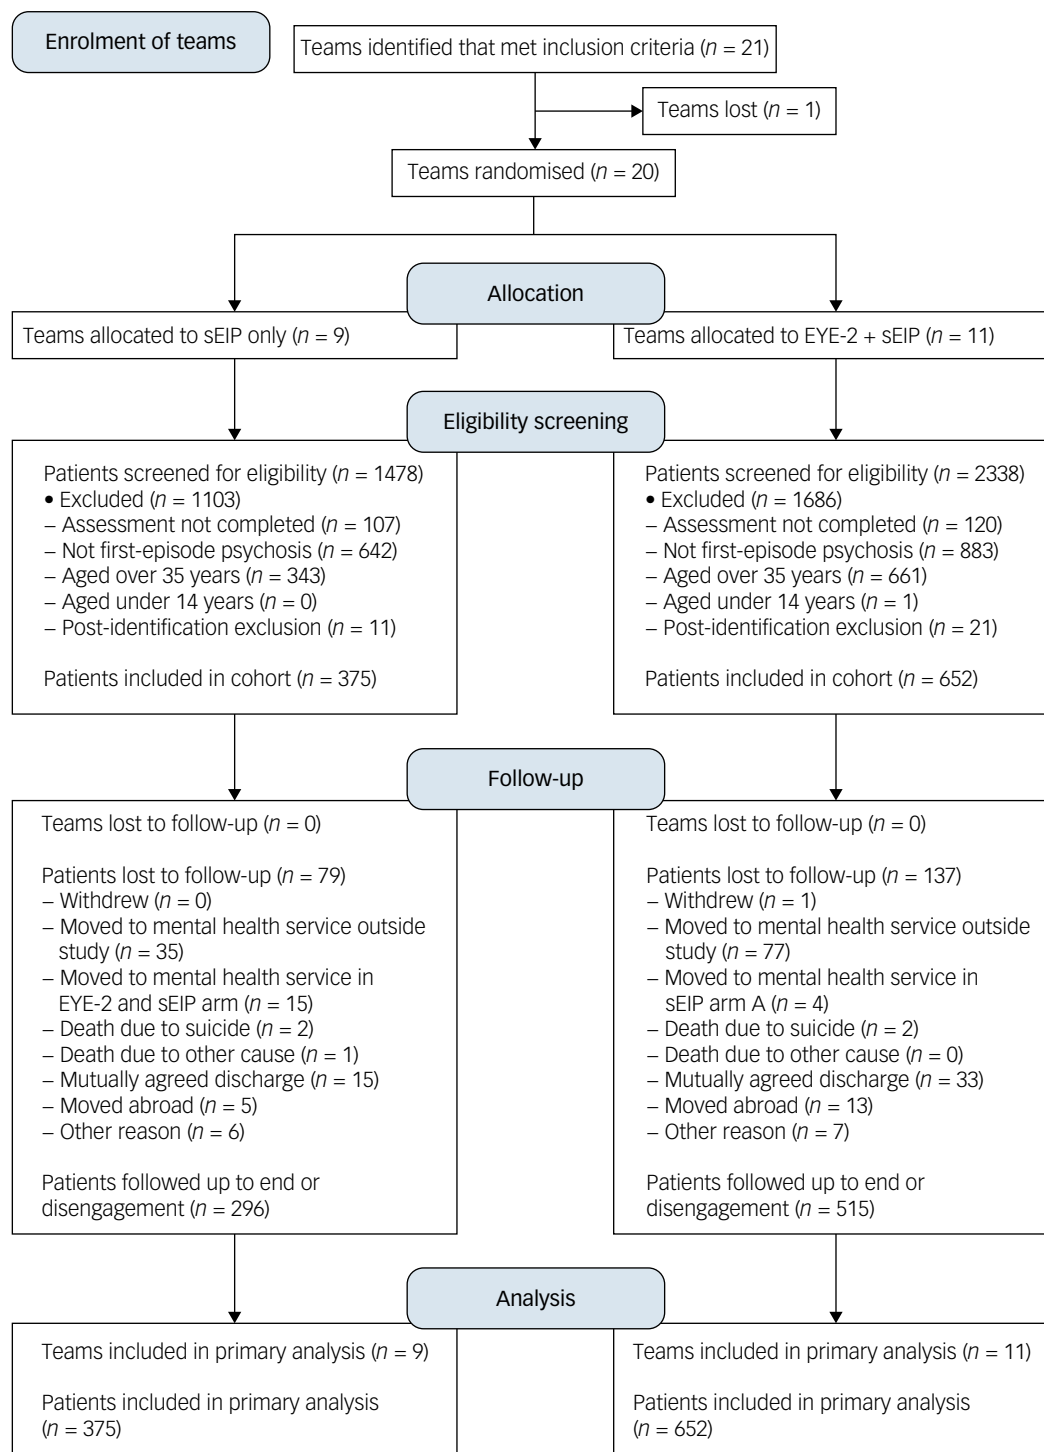 Enrolment of teams
Teams identified that met inclusion criteria (n = 21)
Teams lost (n = 1)
Teams randomised (n = 20)
Allocation
Teams allocated to sEIP only (n = 9)
Teams allocated to EYE-2 + sEIP (n = 11)
Eligibility screening
Patients screened for eligibility (n = 1478)
• Excluded (n = 1103)
– Assessment not completed (n = 107)
– Not first-episode psychosis (n = 642)
– Aged over 35 years (n = 343)
– Aged under 14 years (n = 0)
– Post-identification exclusion (n = 11)
Patients included in cohort (n = 375)
Patients screened for eligibility (n = 2338)
• Excluded (n = 1686)
– Assessment not completed (n = 120)
– Not first-episode psychosis (n = 883)
– Aged over 35 years (n = 661)
– Aged under 14 years (n = 1)
– Post-identification exclusion (n = 21)
Patients included in cohort (n = 652)
Follow-up
Teams lost to follow-up (n = 0)
Patients lost to follow-up (n = 79)
– Withdrew (n = 0)
– Moved to mental health service outside
study (n = 35)
– Moved to mental health service in
EYE-2 and sEIP arm (n = 15)
– Death due to suicide (n = 2)
– Death due to other cause (n = 1)
– Mutually agreed discharge (n = 15)
– Moved abroad (n = 5)
– Other reason (n = 6)
Patients followed up to end or
disengagement (n = 296)
Teams lost to follow-up (n = 0)
Patients lost to follow-up (n = 137)
– Withdrew (n = 1)
– Moved to mental health service outside
study (n = 77)
– Moved to mental health service in
sEIP arm A (n = 4)
– Death due to suicide (n = 2)
– Death due to other cause (n = 0)
– Mutually agreed discharge (n = 33)
– Moved abroad (n = 13)
– Other reason (n = 7)
Patients followed up to end or
disengagement (n = 515)
Analysis
Teams included in primary analysis (n = 9)
Patients included in primary analysis
(n = 375)
Teams included in primary analysis (n = 11)
Patients included in primary analysis
(n = 652)